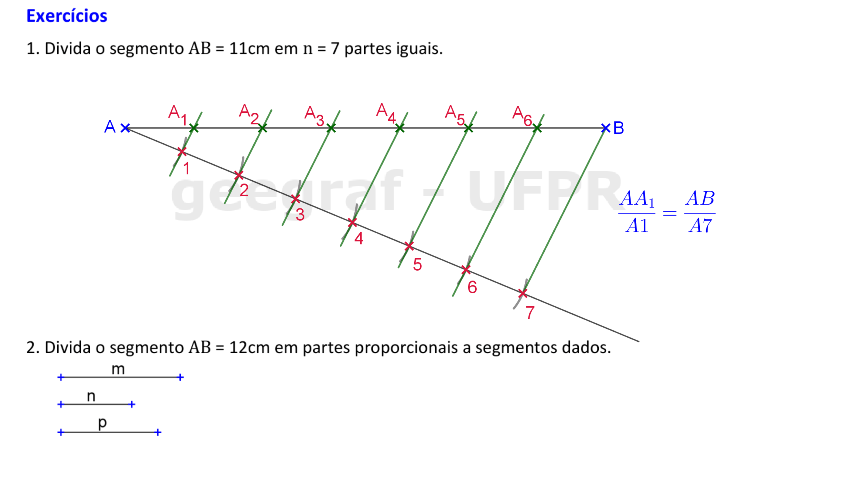 Exercícios
1. Divida o segmento AB = 11cm em n = 7 partes iguais.
A A₁ A₂ A₃ A₄ A₅ A₆ B
1
2
3
4
5
6
7
geegraf - UFPR
AA₁/A1 = AB/A7
2. Divida o segmento AB = 12cm em partes proporcionais a segmentos dados.
m
n
p